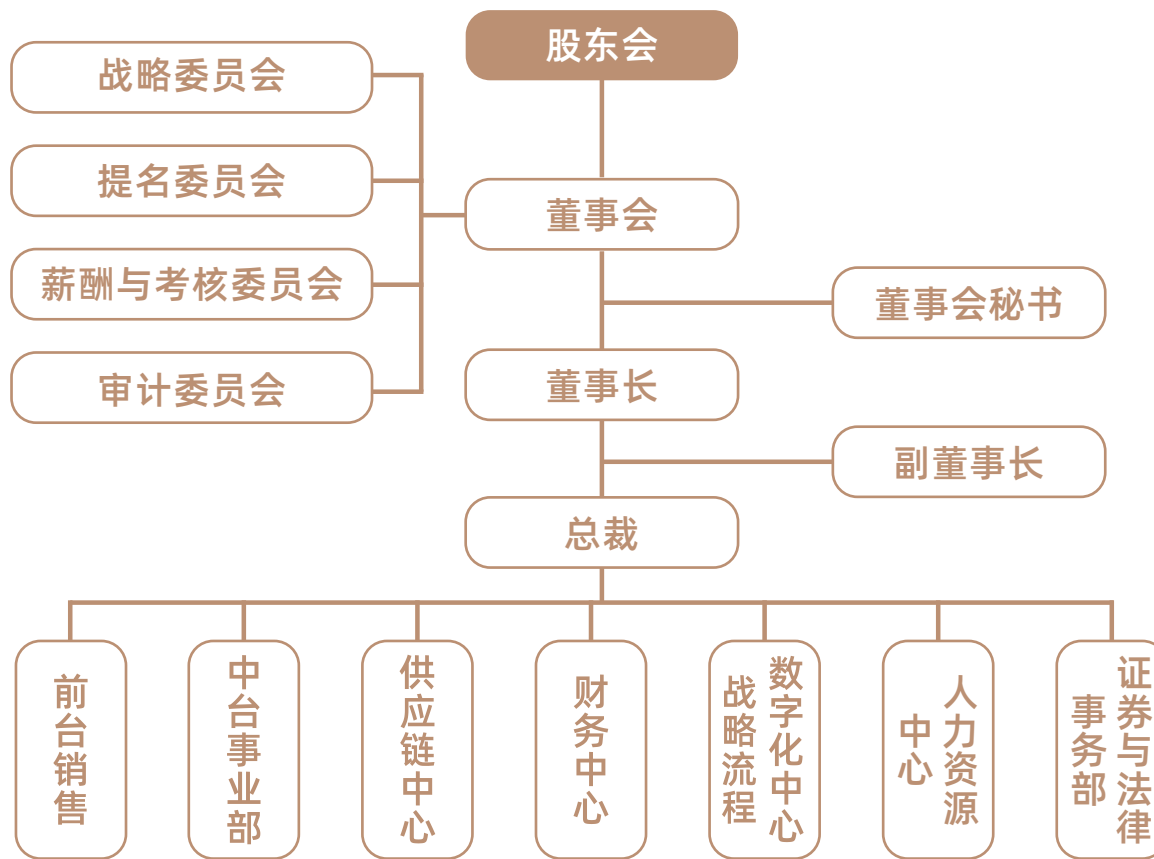 股东会
战略委员会
提名委员会
董事会
薪酬与考核委员会
董事会秘书
审计委员会
董事长
副董事长
总裁
前台销售
中台事业部
供应链中心
财务中心
数字化中心
战略流程
人力资源
中心
证券与法律
事务部